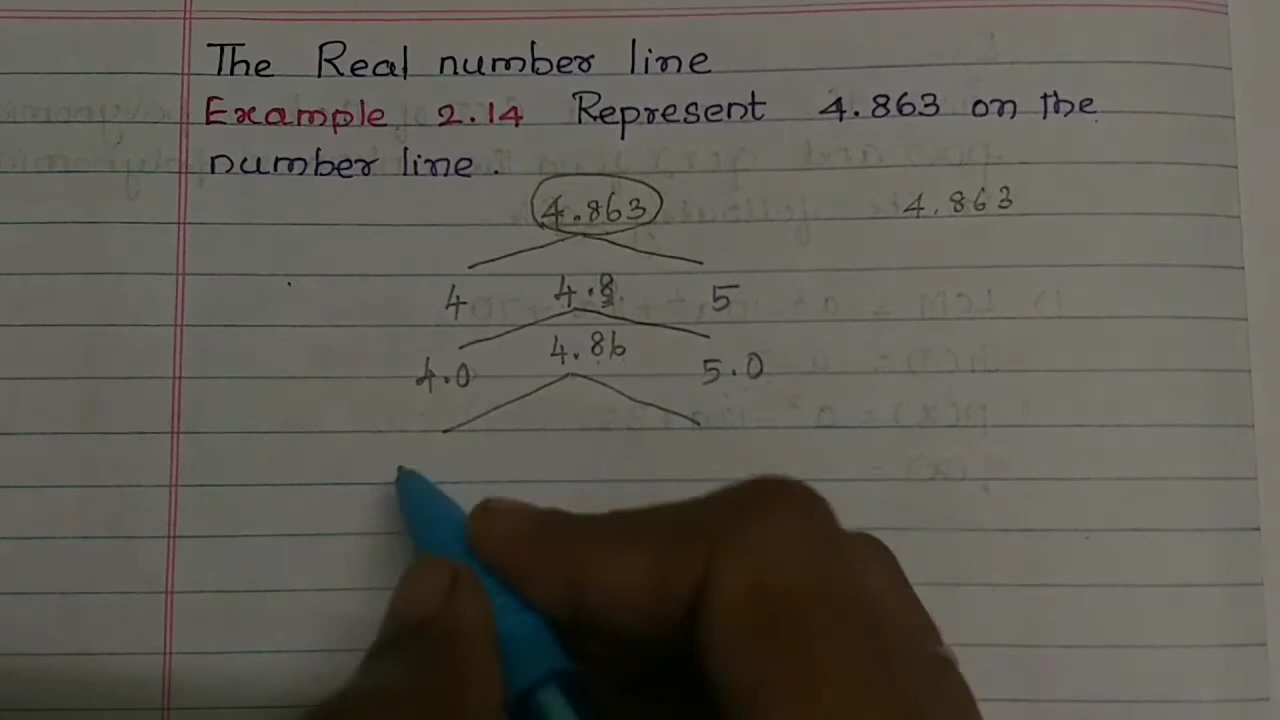 The Real number line
Example 2.14 Represent 4.863 on the
number line.
4.863 4.863
4 4.8 5
4.86
4.0 5.0